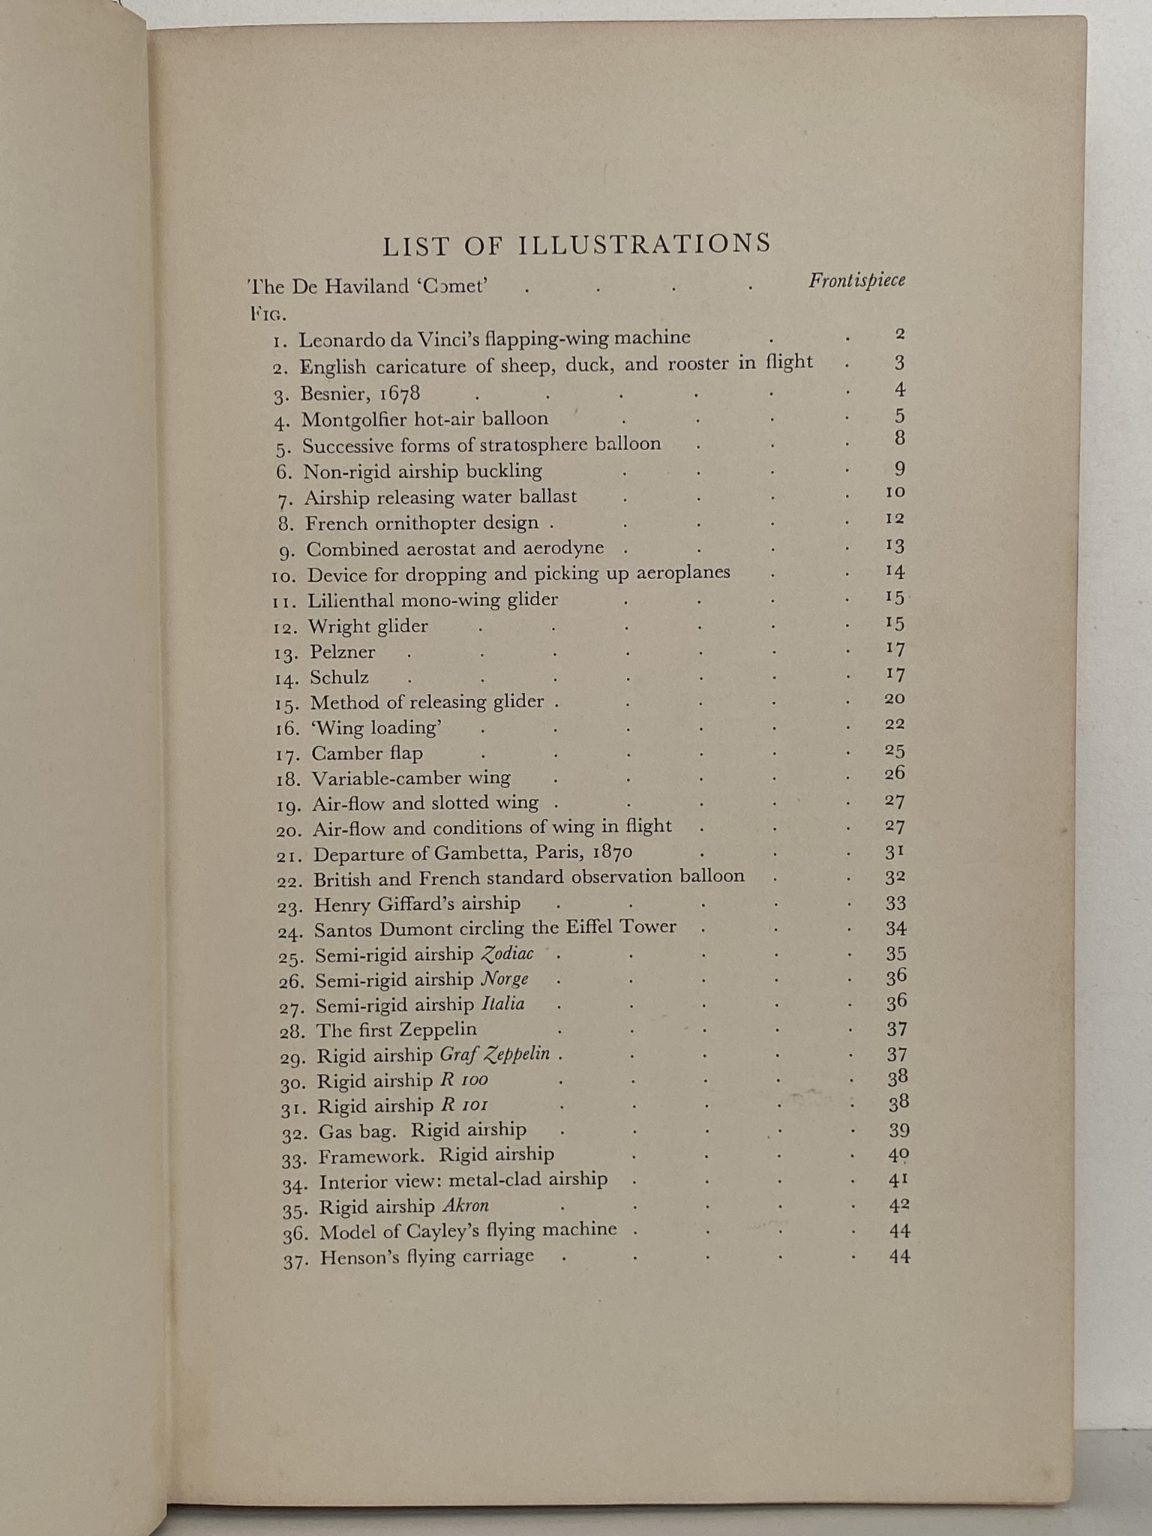 LIST OF ILLUSTRATIONS
The De Haviland ‘Comet’ . . . . Frontispiece
FIG.
1. Leonardo da Vinci’s flapping-wing machine . . 2
2. English caricature of sheep, duck, and rooster in flight . 3
3. Besnier, 1678 . . . . . . 4
4. Montgolfier hot-air balloon . . . . 5
5. Successive forms of stratosphere balloon . . . 8
6. Non-rigid airship buckling . . . . 9
7. Airship releasing water ballast . . . . 10
8. French ornithopter design . . . . . 12
9. Combined aerostat and aerodyne . . . . 13
10. Device for dropping and picking up aeroplanes . . 14
11. Lilienthal mono-wing glider . . . . 15
12. Wright glider . . . . . . 15
13. Pelzner . . . . . . . 17
14. Schulz . . . . . . . 17
15. Method of releasing glider . . . . . 20
16. ‘Wing loading’ . . . . . . 22
17. Camber flap . . . . . . 25
18. Variable-camber wing . . . . . 26
19. Air-flow and slotted wing . . . . . 27
20. Air-flow and conditions of wing in flight . . . 27
21. Departure of Gambetta, Paris, 1870 . . . 31
22. British and French standard observation balloon . . 32
23. Henry Giffard’s airship . . . . . 33
24. Santos Dumont circling the Eiffel Tower . . . 34
25. Semi-rigid airship Zodiac . . . . . 35
26. Semi-rigid airship Norge . . . . . 36
27. Semi-rigid airship Italia . . . . . 36
28. The first Zeppelin . . . . . 37
29. Rigid airship Graf Zeppelin . . . . . 37
30. Rigid airship R 100 . . . . . 38
31. Rigid airship R 101 . . . . . 38
32. Gas bag. Rigid airship . . . . . 39
33. Framework. Rigid airship . . . . 40
34. Interior view: metal-clad airship . . . . 41
35. Rigid airship Akron . . . . . 42
36. Model of Cayley’s flying machine . . . . 44
37. Henson’s flying carriage . . . . . 44